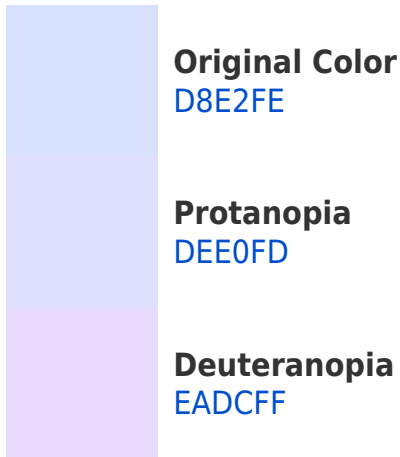 Original Color
D8E2FE
Protanopia
DEE0FD
Deuteranopia
EADCFF